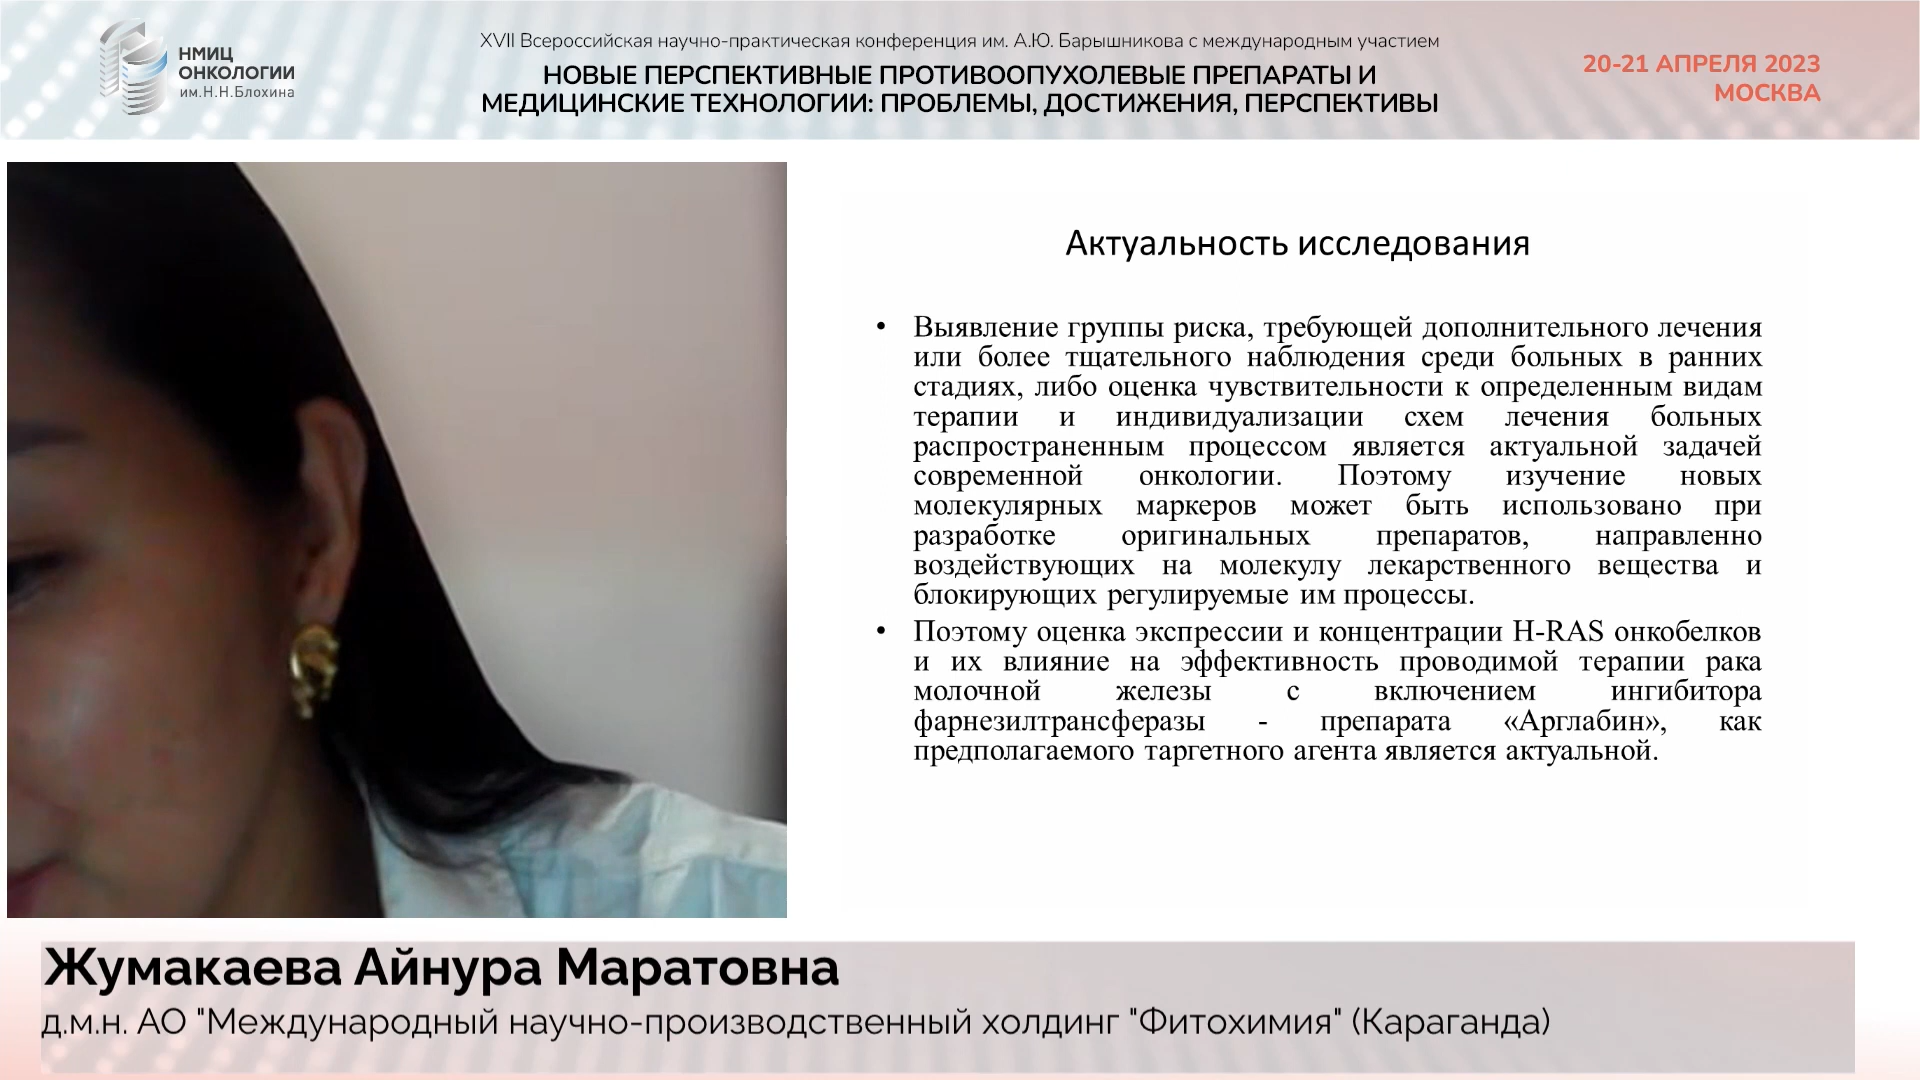 НМИЦ
ОНКОЛОГИИ
им.Н.Н.Блохина
XVII Всероссийская научно-практическая конференция им. А.Ю. Барышникова с международным участием
НОВЫЕ ПЕРСПЕКТИВНЫЕ ПРОТИВООПУХОЛЕВЫЕ ПРЕПАРАТЫ И
МЕДИЦИНСКИЕ ТЕХНОЛОГИИ: ПРОБЛЕМЫ, ДОСТИЖЕНИЯ, ПЕРСПЕКТИВЫ
20-21 АПРЕЛЯ 2023
МОСКВА
Актуальность исследования
• Выявление группы риска, требующей дополнительного лечения
или более тщательного наблюдения среди больных в ранних
стадиях, либо оценка чувствительности к определенным видам
терапии и индивидуализации схем лечения больных
распространенным процессом является актуальной задачей
современной онкологии. Поэтому изучение новых
молекулярных маркеров может быть использовано при
разработке оригинальных препаратов, направленно
воздействующих на молекулу лекарственного вещества и
блокирующих регулируемые им процессы.
• Поэтому оценка экспрессии и концентрации H-RAS онкобелков
и их влияние на эффективность проводимой терапии рака
молочной железы с включением ингибитора
фарнезилтрансферазы - препарата «Арглабин», как
предполагаемого таргетного агента является актуальной.
Жумакаева Айнура Маратовна
д.м.н. АО "Международный научно-производственный холдинг "Фитохимия" (Караганда)